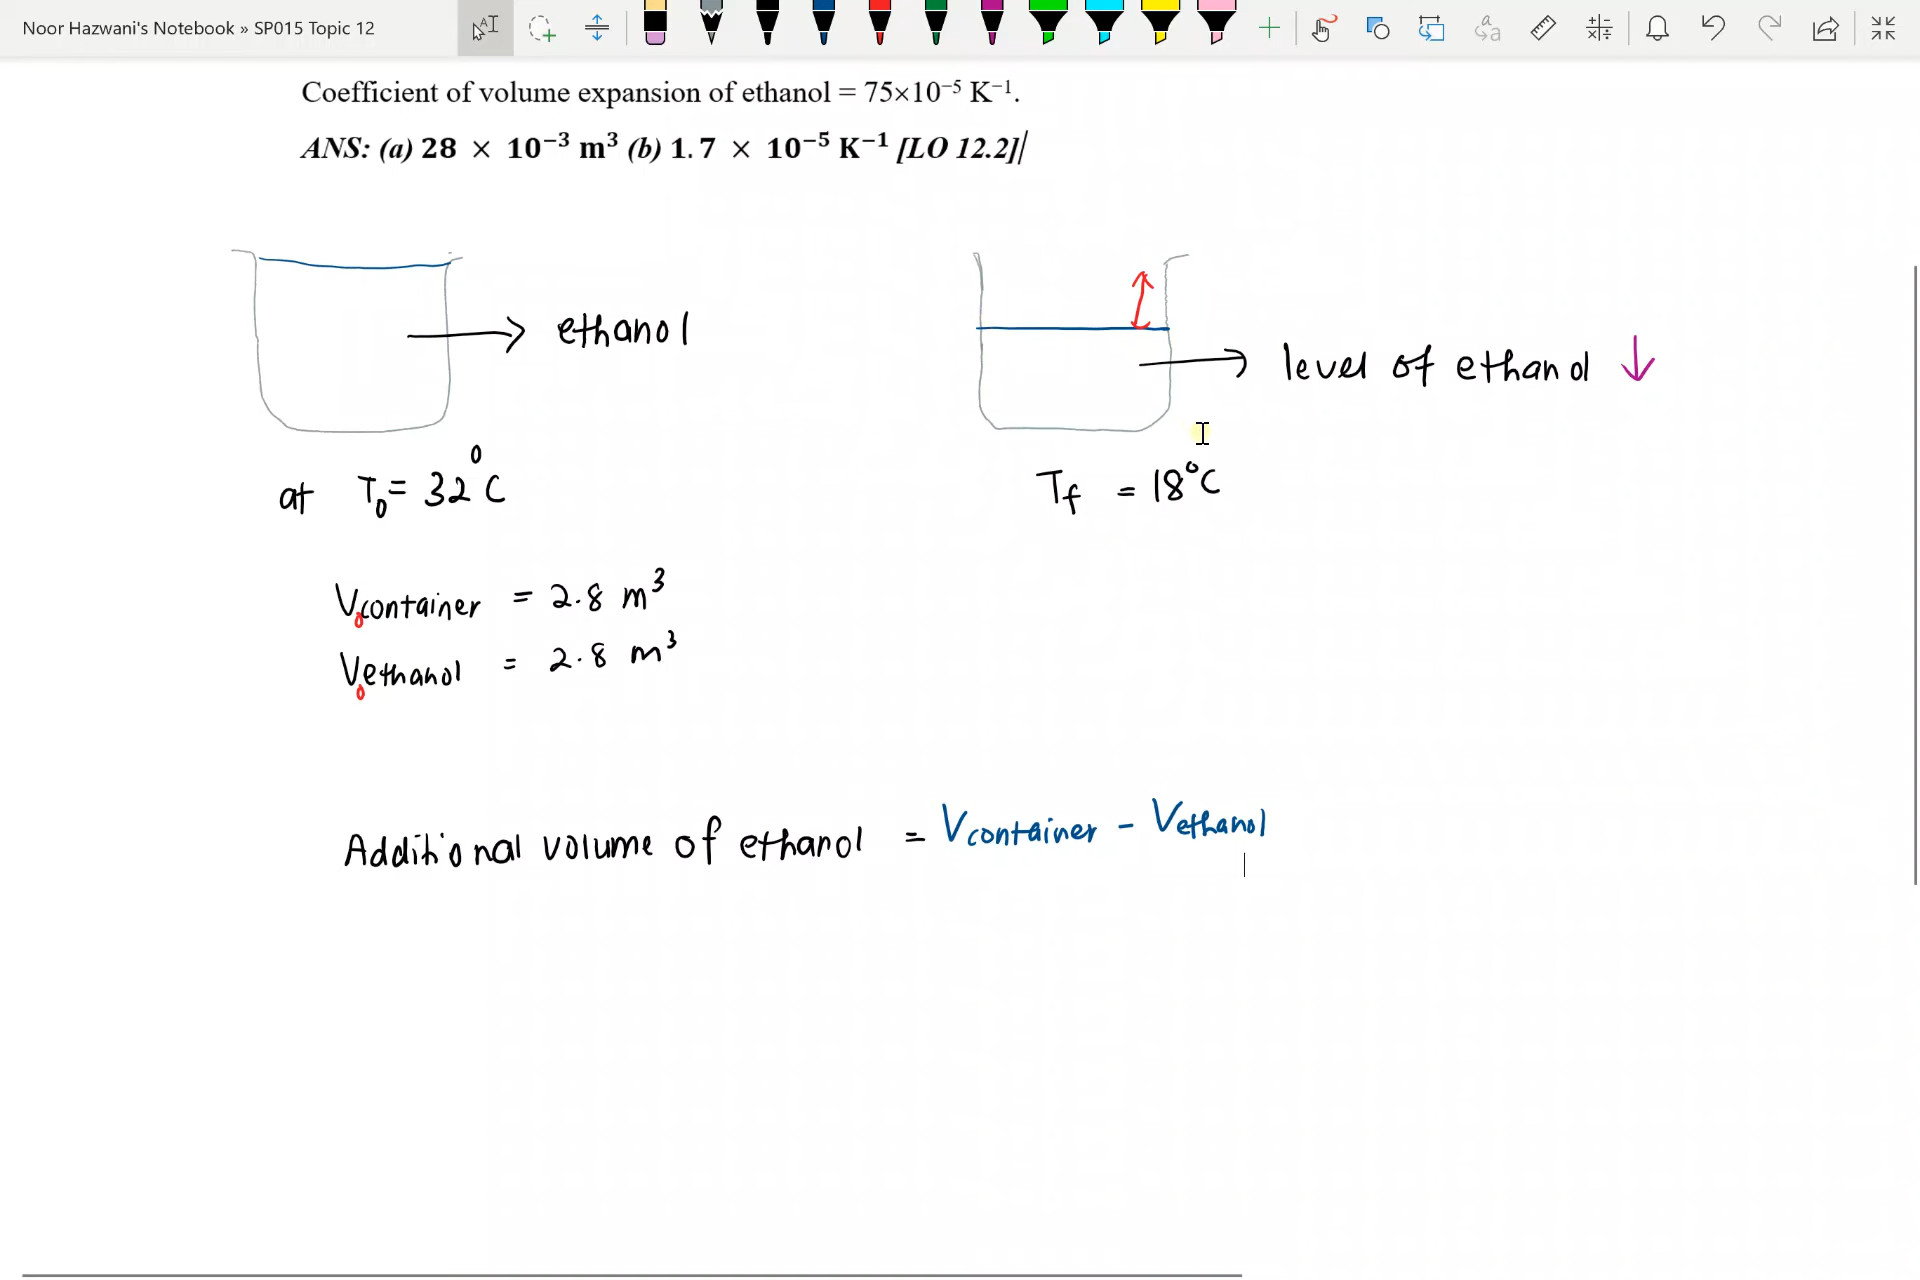 Noor Hazwani's Notebook » SP015 Topic 12
Coefficient of volume expansion of ethanol = 75×10⁻⁵ K⁻¹.
ANS: (a) 28 × 10⁻³ m³ (b) 1.7 × 10⁻⁵ K⁻¹ [LO 12.2]
ethanol
level of ethanol ↓
at T₀ = 32°C
T_f = 18°C
V₀container = 2.8 m³
V₀ethanol = 2.8 m³
Additional volume of ethanol = Vcontainer - Vethanol